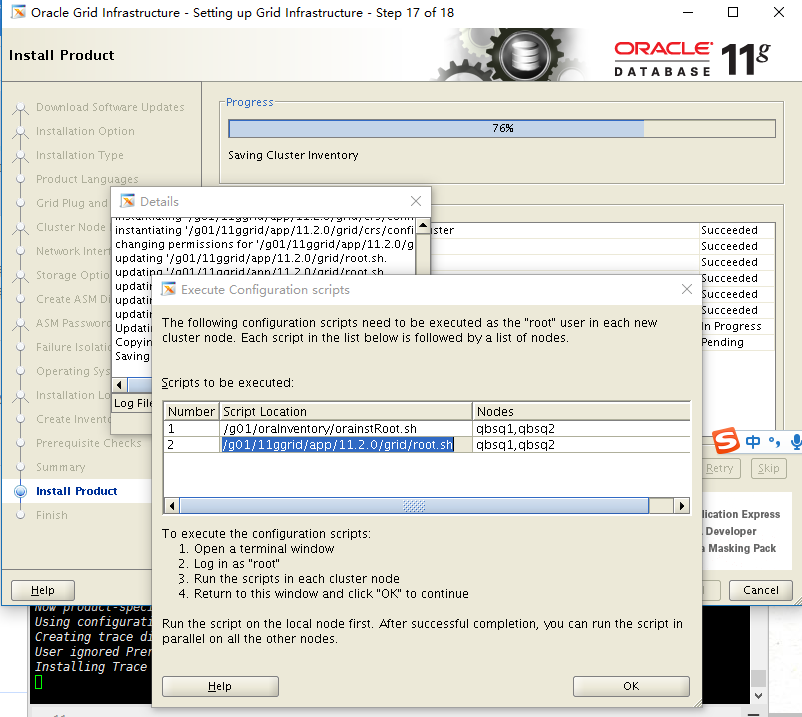 Oracle Grid Infrastructure - Setting up Grid Infrastructure - Step 17 of 18
Install Product
ORACLE
DATABASE
11g
Download Software Updates
Installation Option
Installation Type
Product Languages
Grid Plug and
Cluster Node
Network Interf
Storage Optio
Create ASM Di
ASM Password
Failure Isolatio
Operating Sys
Installation Lo
Create Invento
Prerequisite Checks
Summary
Install Product
Finish
Progress
76%
Saving Cluster Inventory
uster
Succeeded
Succeeded
Succeeded
Succeeded
Succeeded
Succeeded
In Progress
Pending
Details
instantiating '/g01/11ggrid/app/11.2.0/grid/crs/confi
instantiating '/g01/11ggrid/app/11.2.0/grid/crs/confi
changing permissions for '/g01/11ggrid/app/11.2.0/g
updating '/g01/11ggrid/app/11.2.0/grid/root.sh.
updating '/g01/11ggrid/app/11.2.0/grid/root.sh.
updatin
updatin
updatin
Updati
Copyin
Saving
Log File
Execute Configuration scripts
The following configuration scripts need to be executed as the "root" user in each new
cluster node. Each script in the list below is followed by a list of nodes.
Scripts to be executed:
Number Script Location Nodes
1 /g01/oraInventory/orainstRoot.sh qbsq1,qbsq2
2 /g01/11ggrid/app/11.2.0/grid/root.sh qbsq1,qbsq2
To execute the configuration scripts:
1. Open a terminal window
2. Log in as "root"
3. Run the scripts in each cluster node
4. Return to this window and click "OK" to continue
Run the script on the local node first. After successful completion, you can run the script in
parallel on all the other nodes.
Help
OK
S 中
Retry
Skip
lication Express
Developer
a Masking Pack
Help
Cancel
Now product-speci
Using configurati
Creating trace di
User ignored Prer
Installing Trace